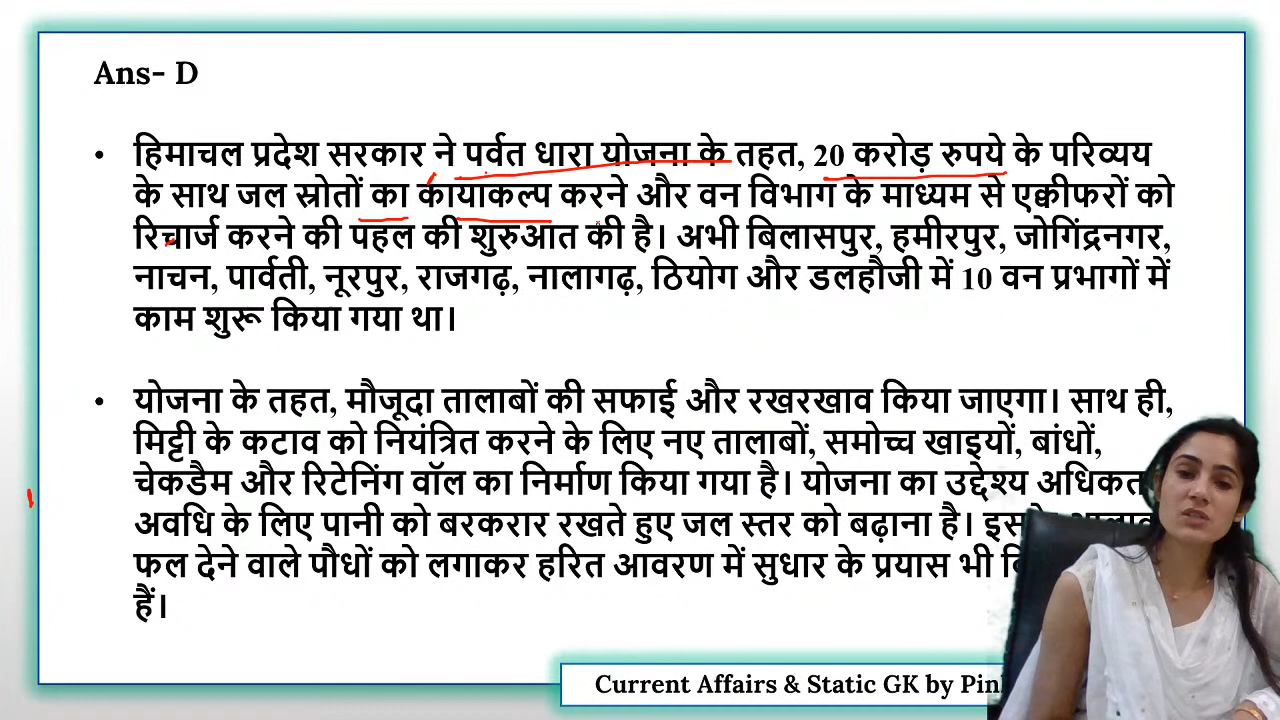 Ans- D
• हिमाचल प्रदेश सरकार ने पर्वत धारा योजना के तहत, 20 करोड़ रुपये के परिव्यय
के साथ जल स्रोतों का कायाकल्प करने और वन विभाग के माध्यम से एक्वीफरों को
रिचार्ज करने की पहल की शुरुआत की है। अभी बिलासपुर, हमीरपुर, जोगिंद्रनगर,
नाचन, पार्वती, नूरपुर, राजगढ़, नालागढ़, ठियोग और डलहौजी में 10 वन प्रभागों में
काम शुरू किया गया था।
• योजना के तहत, मौजूदा तालाबों की सफाई और रखरखाव किया जाएगा। साथ ही,
मिट्टी के कटाव को नियंत्रित करने के लिए नए तालाबों, समोच्च खाइयों, बांधों,
चेकडैम और रिटेनिंग वॉल का निर्माण किया गया है। योजना का उद्देश्य
अवधि के लिए पानी को बरकरार रखते हुए जल स्तर को बढ़ाना है।
फल देने वाले पौधों को लगाकर हरित आवरण में सुधार के प्रयास भी
हैं।
Current Affairs & Static GK by